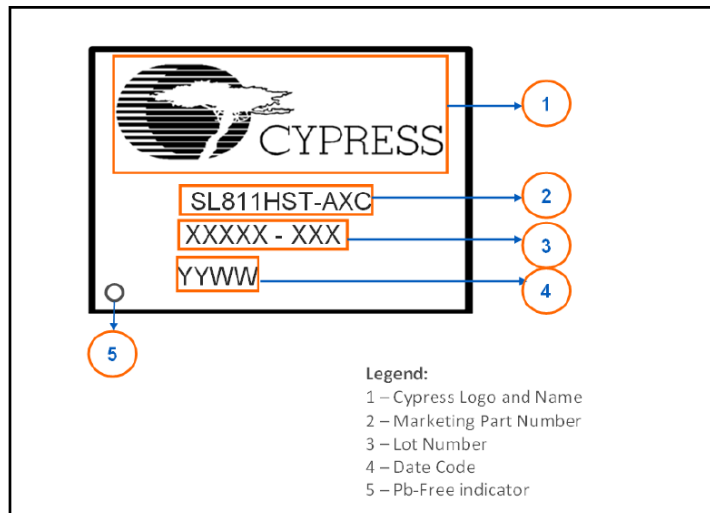 CYPRESS
1
SL811HST-AXC
2
XXXXX - XXX
3
YYWW
4
5
Legend:
1 – Cypress Logo and Name
2 – Marketing Part Number
3 – Lot Number
4 – Date Code
5 – Pb-Free indicator